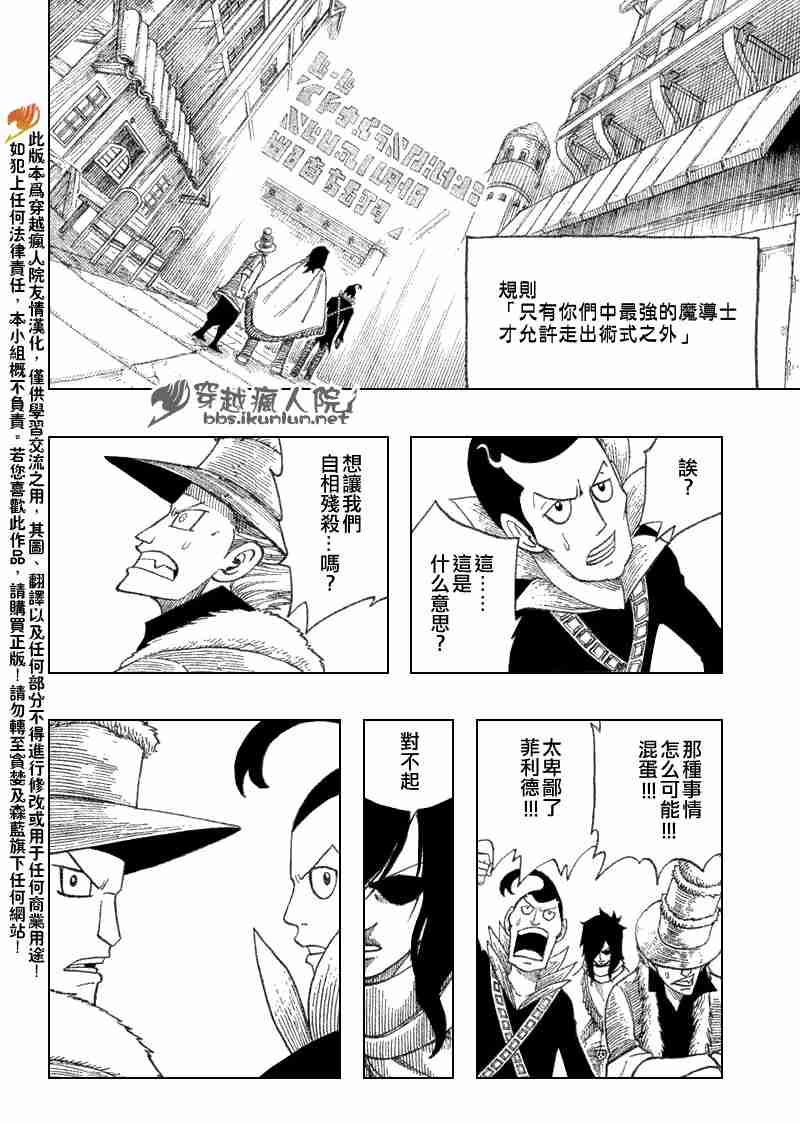 規則
「只有你們中最強的魔導士
才允許走出術式之外」
穿越瘋人院
bbs.ikunlun.net
誒？
這……
這是
什么意思？
想讓我們
自相殘殺…嗎？
那種事情
怎么可能!!!
混蛋!!!
太卑鄙了
菲利德!!!
對不起
此版本爲穿越瘋人院友情漢化，僅供學習交流之用，其圖、翻譯以及任何部分不得進行修改或用于任何商業用途！
如犯上任何法律責任，本小組概不負責。若您喜歡此作品，請購買正版！請勿轉至貪婪及森藍旗下任何網站！